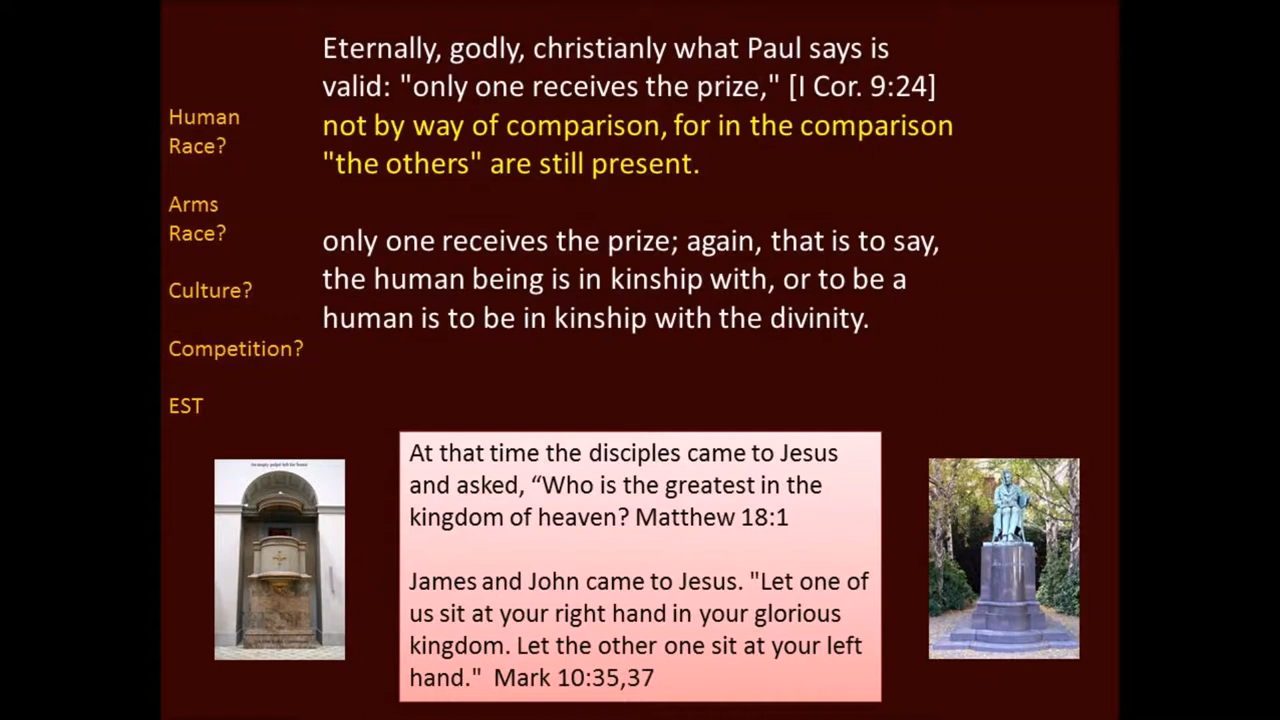 Eternally, godly, christianly what Paul says is
valid: "only one receives the prize," [I Cor. 9:24]
not by way of comparison, for in the comparison
"the others" are still present.
only one receives the prize; again, that is to say,
the human being is in kinship with, or to be a
human is to be in kinship with the divinity.
Human
Race?
Arms
Race?
Culture?
Competition?
EST
At that time the disciples came to Jesus
and asked, “Who is the greatest in the
kingdom of heaven? Matthew 18:1
James and John came to Jesus. "Let one of
us sit at your right hand in your glorious
kingdom. Let the other one sit at your left
hand." Mark 10:35,37